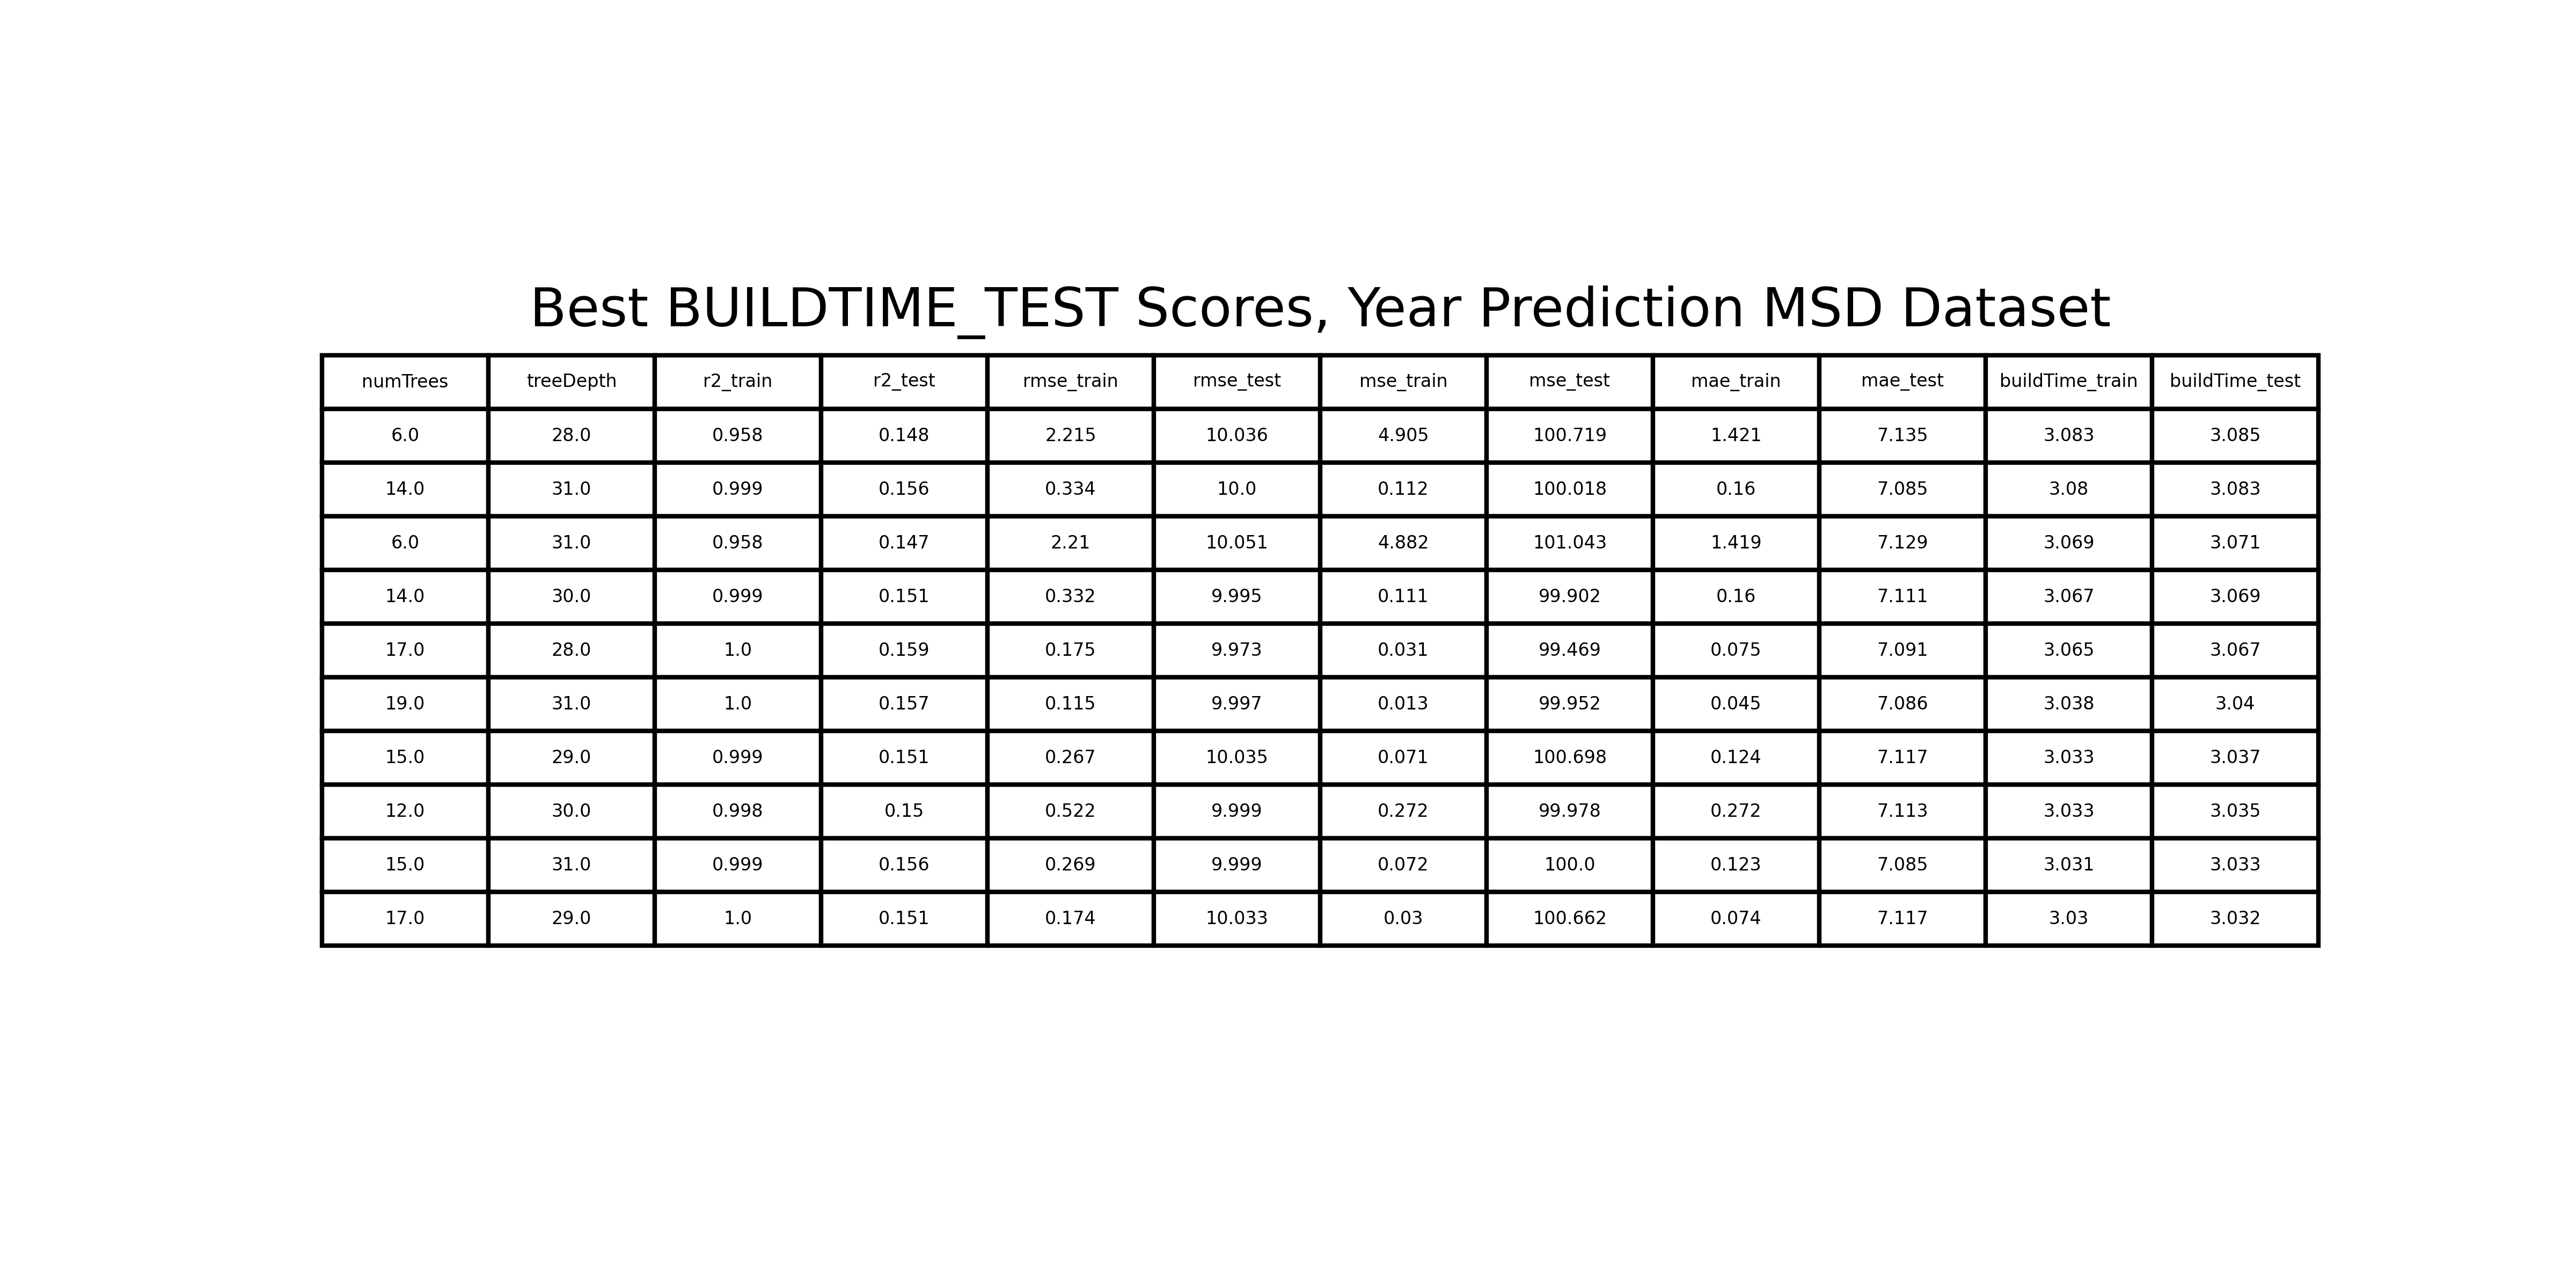 Best BUILDTIME_TEST Scores, Year Prediction MSD Dataset
numTrees treeDepth r2_train r2_test rmse_train rmse_test mse_train mse_test mae_train mae_test buildTime_train buildTime_test
6.0 28.0 0.958 0.148 2.215 10.036 4.905 100.719 1.421 7.135 3.083 3.085
14.0 31.0 0.999 0.156 0.334 10.0 0.112 100.018 0.16 7.085 3.08 3.083
6.0 31.0 0.958 0.147 2.21 10.051 4.882 101.043 1.419 7.129 3.069 3.071
14.0 30.0 0.999 0.151 0.332 9.995 0.111 99.902 0.16 7.111 3.067 3.069
17.0 28.0 1.0 0.159 0.175 9.973 0.031 99.469 0.075 7.091 3.065 3.067
19.0 31.0 1.0 0.157 0.115 9.997 0.013 99.952 0.045 7.086 3.038 3.04
15.0 29.0 0.999 0.151 0.267 10.035 0.071 100.698 0.124 7.117 3.033 3.037
12.0 30.0 0.998 0.15 0.522 9.999 0.272 99.978 0.272 7.113 3.033 3.035
15.0 31.0 0.999 0.156 0.269 9.999 0.072 100.0 0.123 7.085 3.031 3.033
17.0 29.0 1.0 0.151 0.174 10.033 0.03 100.662 0.074 7.117 3.03 3.032